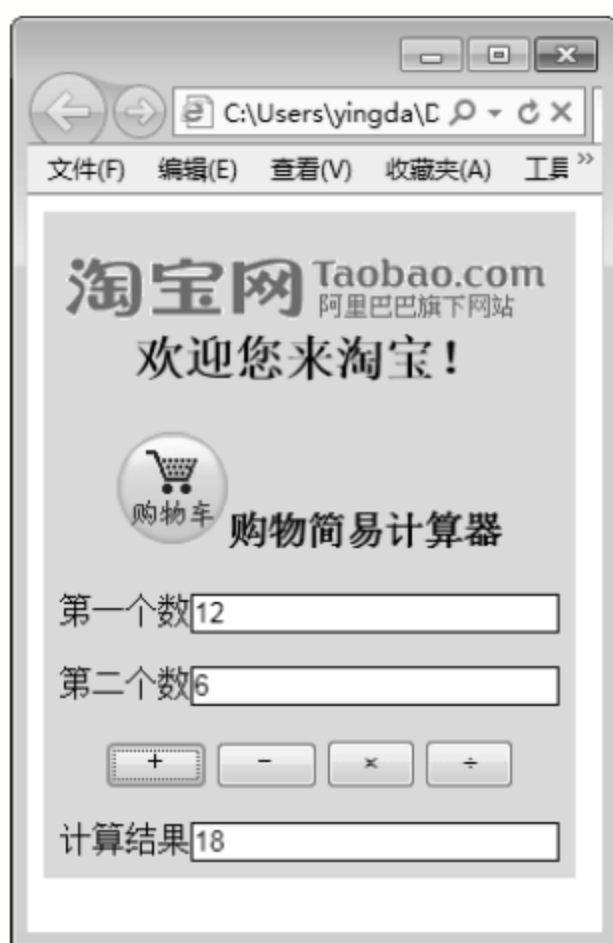 C:\Users\yingda\D
文件(F) 编辑(E) 查看(V) 收藏夹(A) 工具 »
淘宝网 Taobao.com
阿里巴巴旗下网站
欢迎您来淘宝！
购物车
购物简易计算器
第一个数 12
第二个数 6
+ - × ÷
计算结果 18